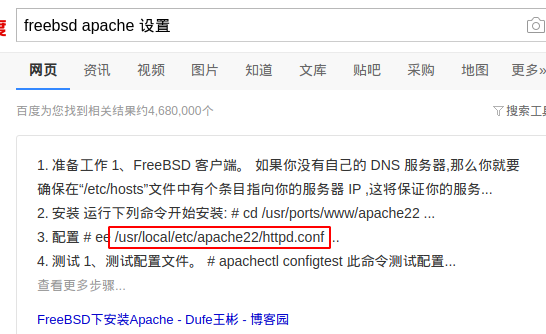 度
freebsd apache 设置
网页 资讯 视频 图片 知道 文库 贴吧 采购 地图 更多»
百度为您找到相关结果约4,680,000个 搜索工具
1. 准备工作 1、FreeBSD 客户端。 如果你没有自己的 DNS 服务器,那么你就要
确保在“/etc/hosts”文件中有个条目指向你的服务器 IP ,这将保证你的服务...
2. 安装 运行下列命令开始安装: # cd /usr/ports/www/apache22 ...
3. 配置 # ee /usr/local/etc/apache22/httpd.conf ...
4. 测试 1、测试配置文件。 # apachectl configtest 此命令测试配置...
查看更多步骤...
FreeBSD下安装Apache - Dufe王彬 - 博客园